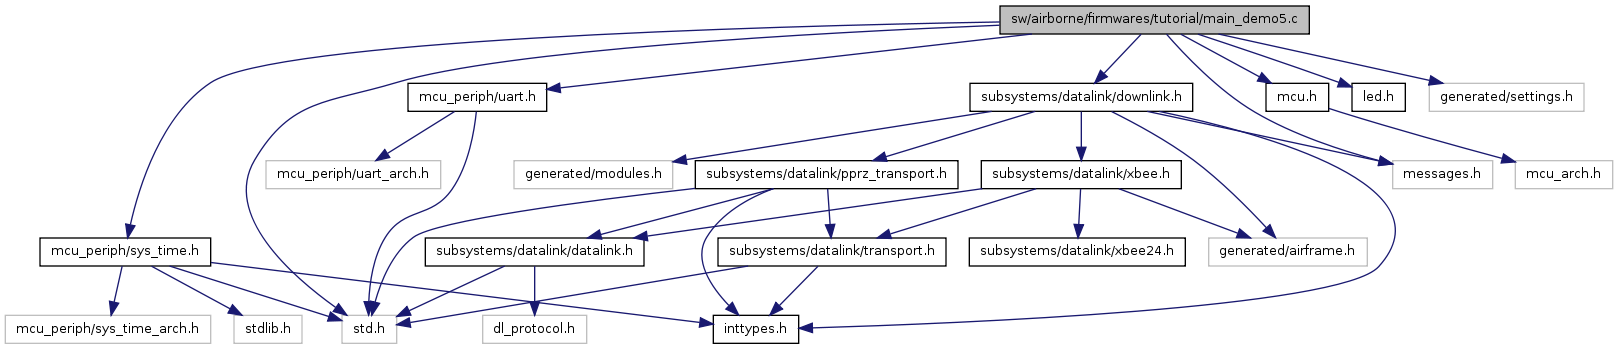 sw/airborne/firmwares/tutorial/main_demo5.c
mcu_periph/uart.h
subsystems/datalink/downlink.h
mcu.h
led.h
generated/settings.h
mcu_periph/uart_arch.h
generated/modules.h
subsystems/datalink/pprz_transport.h
subsystems/datalink/xbee.h
messages.h
mcu_arch.h
mcu_periph/sys_time.h
subsystems/datalink/datalink.h
subsystems/datalink/transport.h
subsystems/datalink/xbee24.h
generated/airframe.h
mcu_periph/sys_time_arch.h
stdlib.h
std.h
dl_protocol.h
inttypes.h